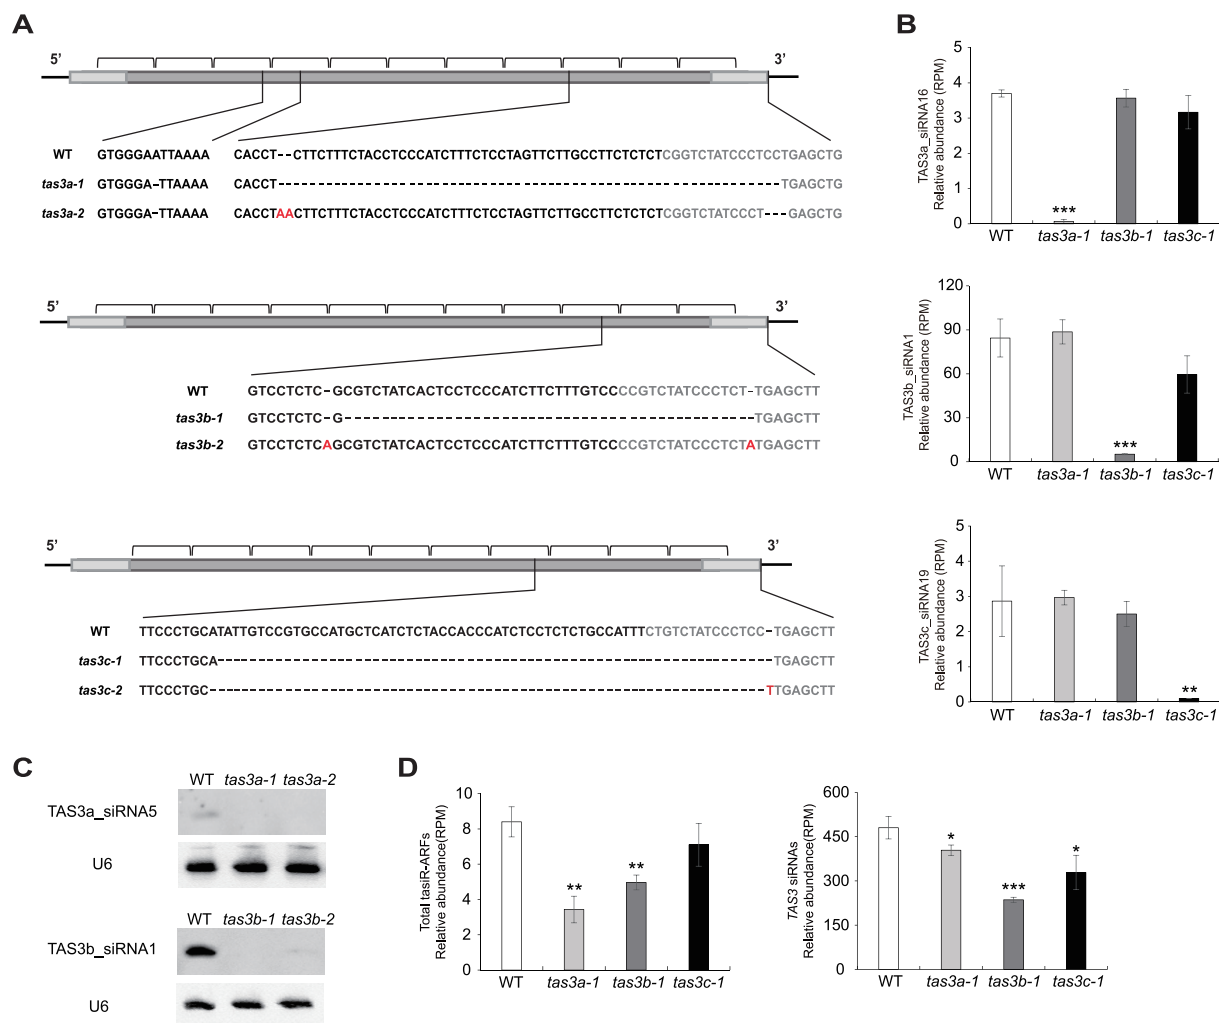 A
5' 3'
WT GTGGGAATTAAAA CACCT--CTTCTTTCTACCTCCCATCTTTCTCCTAGTTCTTGCCTTCTCTCTCGGTCTATCCCTCCTGAGCTG
tas3a-1 GTGGGA-TTAAAA CACCT------------------------------------------------------------TGAGCTG
tas3a-2 GTGGGA-TTAAAA CACCTAACTTCTTTCTACCTCCCATCTTTCTCCTAGTTCTTGCCTTCTCTCTCGGTCTATCCCT---GAGCTG
5' 3'
WT GTCCTCTC-GCGTCTATCACTCCTCCCATCTTCTTTGTCCCCGTCTATCCCTCT-TGAGCTT
tas3b-1 GTCCTCTC-G---------------------------------------------TGAGCTT
tas3b-2 GTCCTCTCAGCGTCTATCACTCCTCCCATCTTCTTTGTCCCCGTCTATCCCTCTATGAGCTT
5' 3'
WT TTCCCTGCATATTGTCCGTGCCATGCTCATCTCTACCACCCATCTCCTCTCTGCCATTTCTGTCTATCCCTCC-TGAGCTT
tas3c-1 TTCCCTGCA-----------------------------------------------------------------TGAGCTT
tas3c-2 TTCCCTGC-----------------------------------------------------------------TTGAGCTT
B
TAS3a_siRNA16
Relative abundance (RPM)
5
4
3
2
1
0
***
WT tas3a-1 tas3b-1 tas3c-1
TAS3b_siRNA1
Relative abundance (RPM)
120
90
60
30
0
***
WT tas3a-1 tas3b-1 tas3c-1
TAS3c_siRNA19
Relative abundance (RPM)
5
4
3
2
1
0
**
WT tas3a-1 tas3b-1 tas3c-1
C
WT tas3a-1 tas3a-2
TAS3a_siRNA5
U6
WT tas3b-1 tas3b-2
TAS3b_siRNA1
U6
D
Total tasiR-ARFs
Relative abundance(RPM)
10
8
6
4
2
0
** **
WT tas3a-1 tas3b-1 tas3c-1
TAS3 siRNAs
Relative abundance(RPM)
600
450
300
150
0
* *** *
WT tas3a-1 tas3b-1 tas3c-1